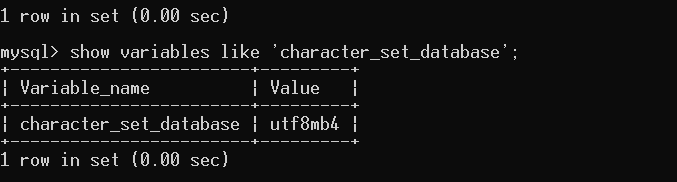 1 row in set (0.00 sec)
mysql> show variables like 'character_set_database';
+------------------------+---------+
| Variable_name          | Value   |
+------------------------+---------+
| character_set_database | utf8mb4 |
+------------------------+---------+
1 row in set (0.00 sec)